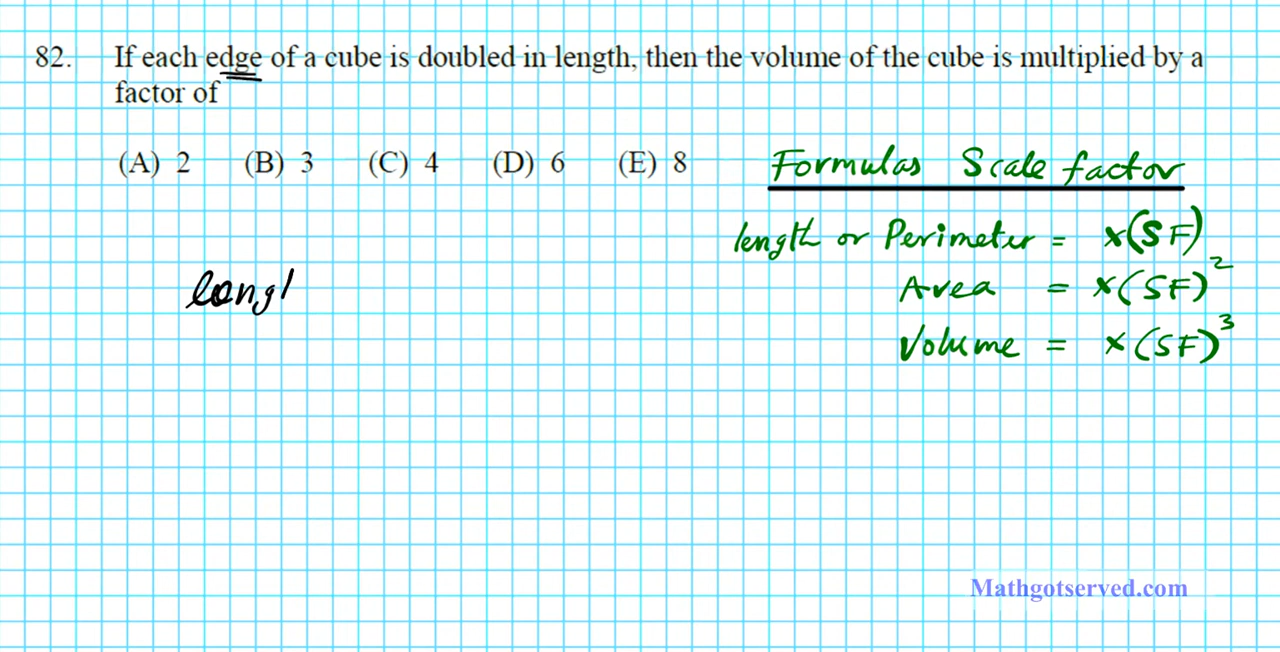 82. If each edge of a cube is doubled in length, then the volume of the cube is multiplied by a
factor of
(A) 2 (B) 3 (C) 4 (D) 6 (E) 8
Formulas Scale factor
length or Perimeter = x(SF)
Area = x(SF)²
Volume = x(SF)³
lengl
Mathgotserved.com